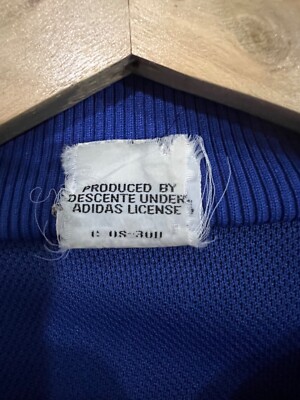 PRODUCED BY
DESCENTE UNDER
ADIDAS LICENSE